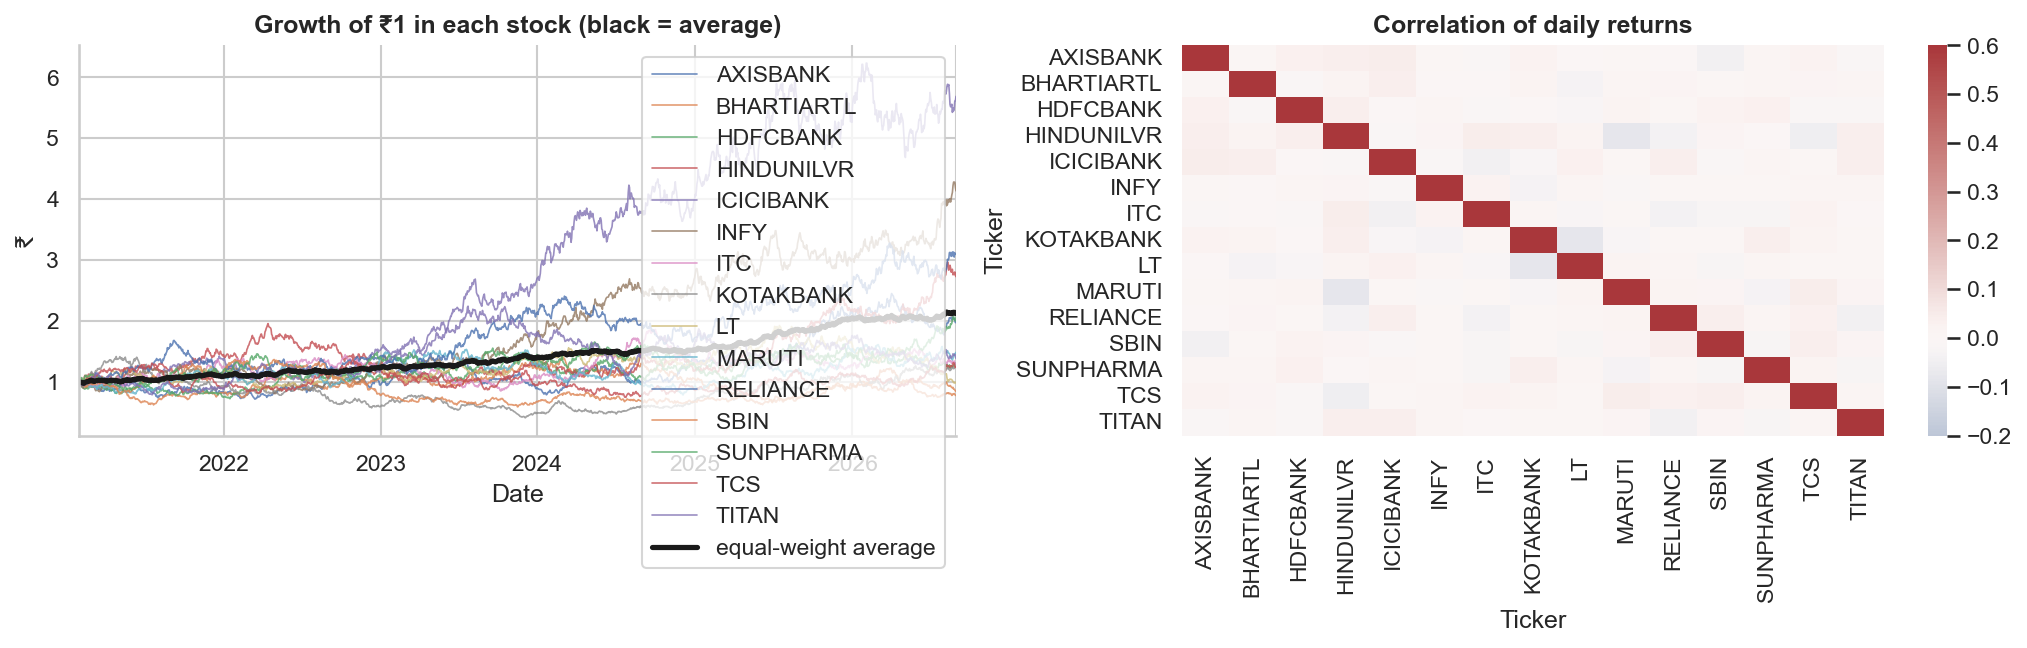 Growth of ₹1 in each stock (black = average)
₹
6
5
4
3
2
1
2022
2023
2024
2025
2026
Date
AXISBANK
BHARTIARTL
HDFCBANK
HINDUNILVR
ICICIBANK
INFY
ITC
KOTAKBANK
LT
MARUTI
RELIANCE
SBIN
SUNPHARMA
TCS
TITAN
equal-weight average
Correlation of daily returns
Ticker
AXISBANK
BHARTIARTL
HDFCBANK
HINDUNILVR
ICICIBANK
INFY
ITC
KOTAKBANK
LT
MARUTI
RELIANCE
SBIN
SUNPHARMA
TCS
TITAN
AXISBANK
BHARTIARTL
HDFCBANK
HINDUNILVR
ICICIBANK
INFY
ITC
KOTAKBANK
LT
MARUTI
RELIANCE
SBIN
SUNPHARMA
TCS
TITAN
Ticker
0.6
0.5
0.4
0.3
0.2
0.1
0.0
−0.1
−0.2